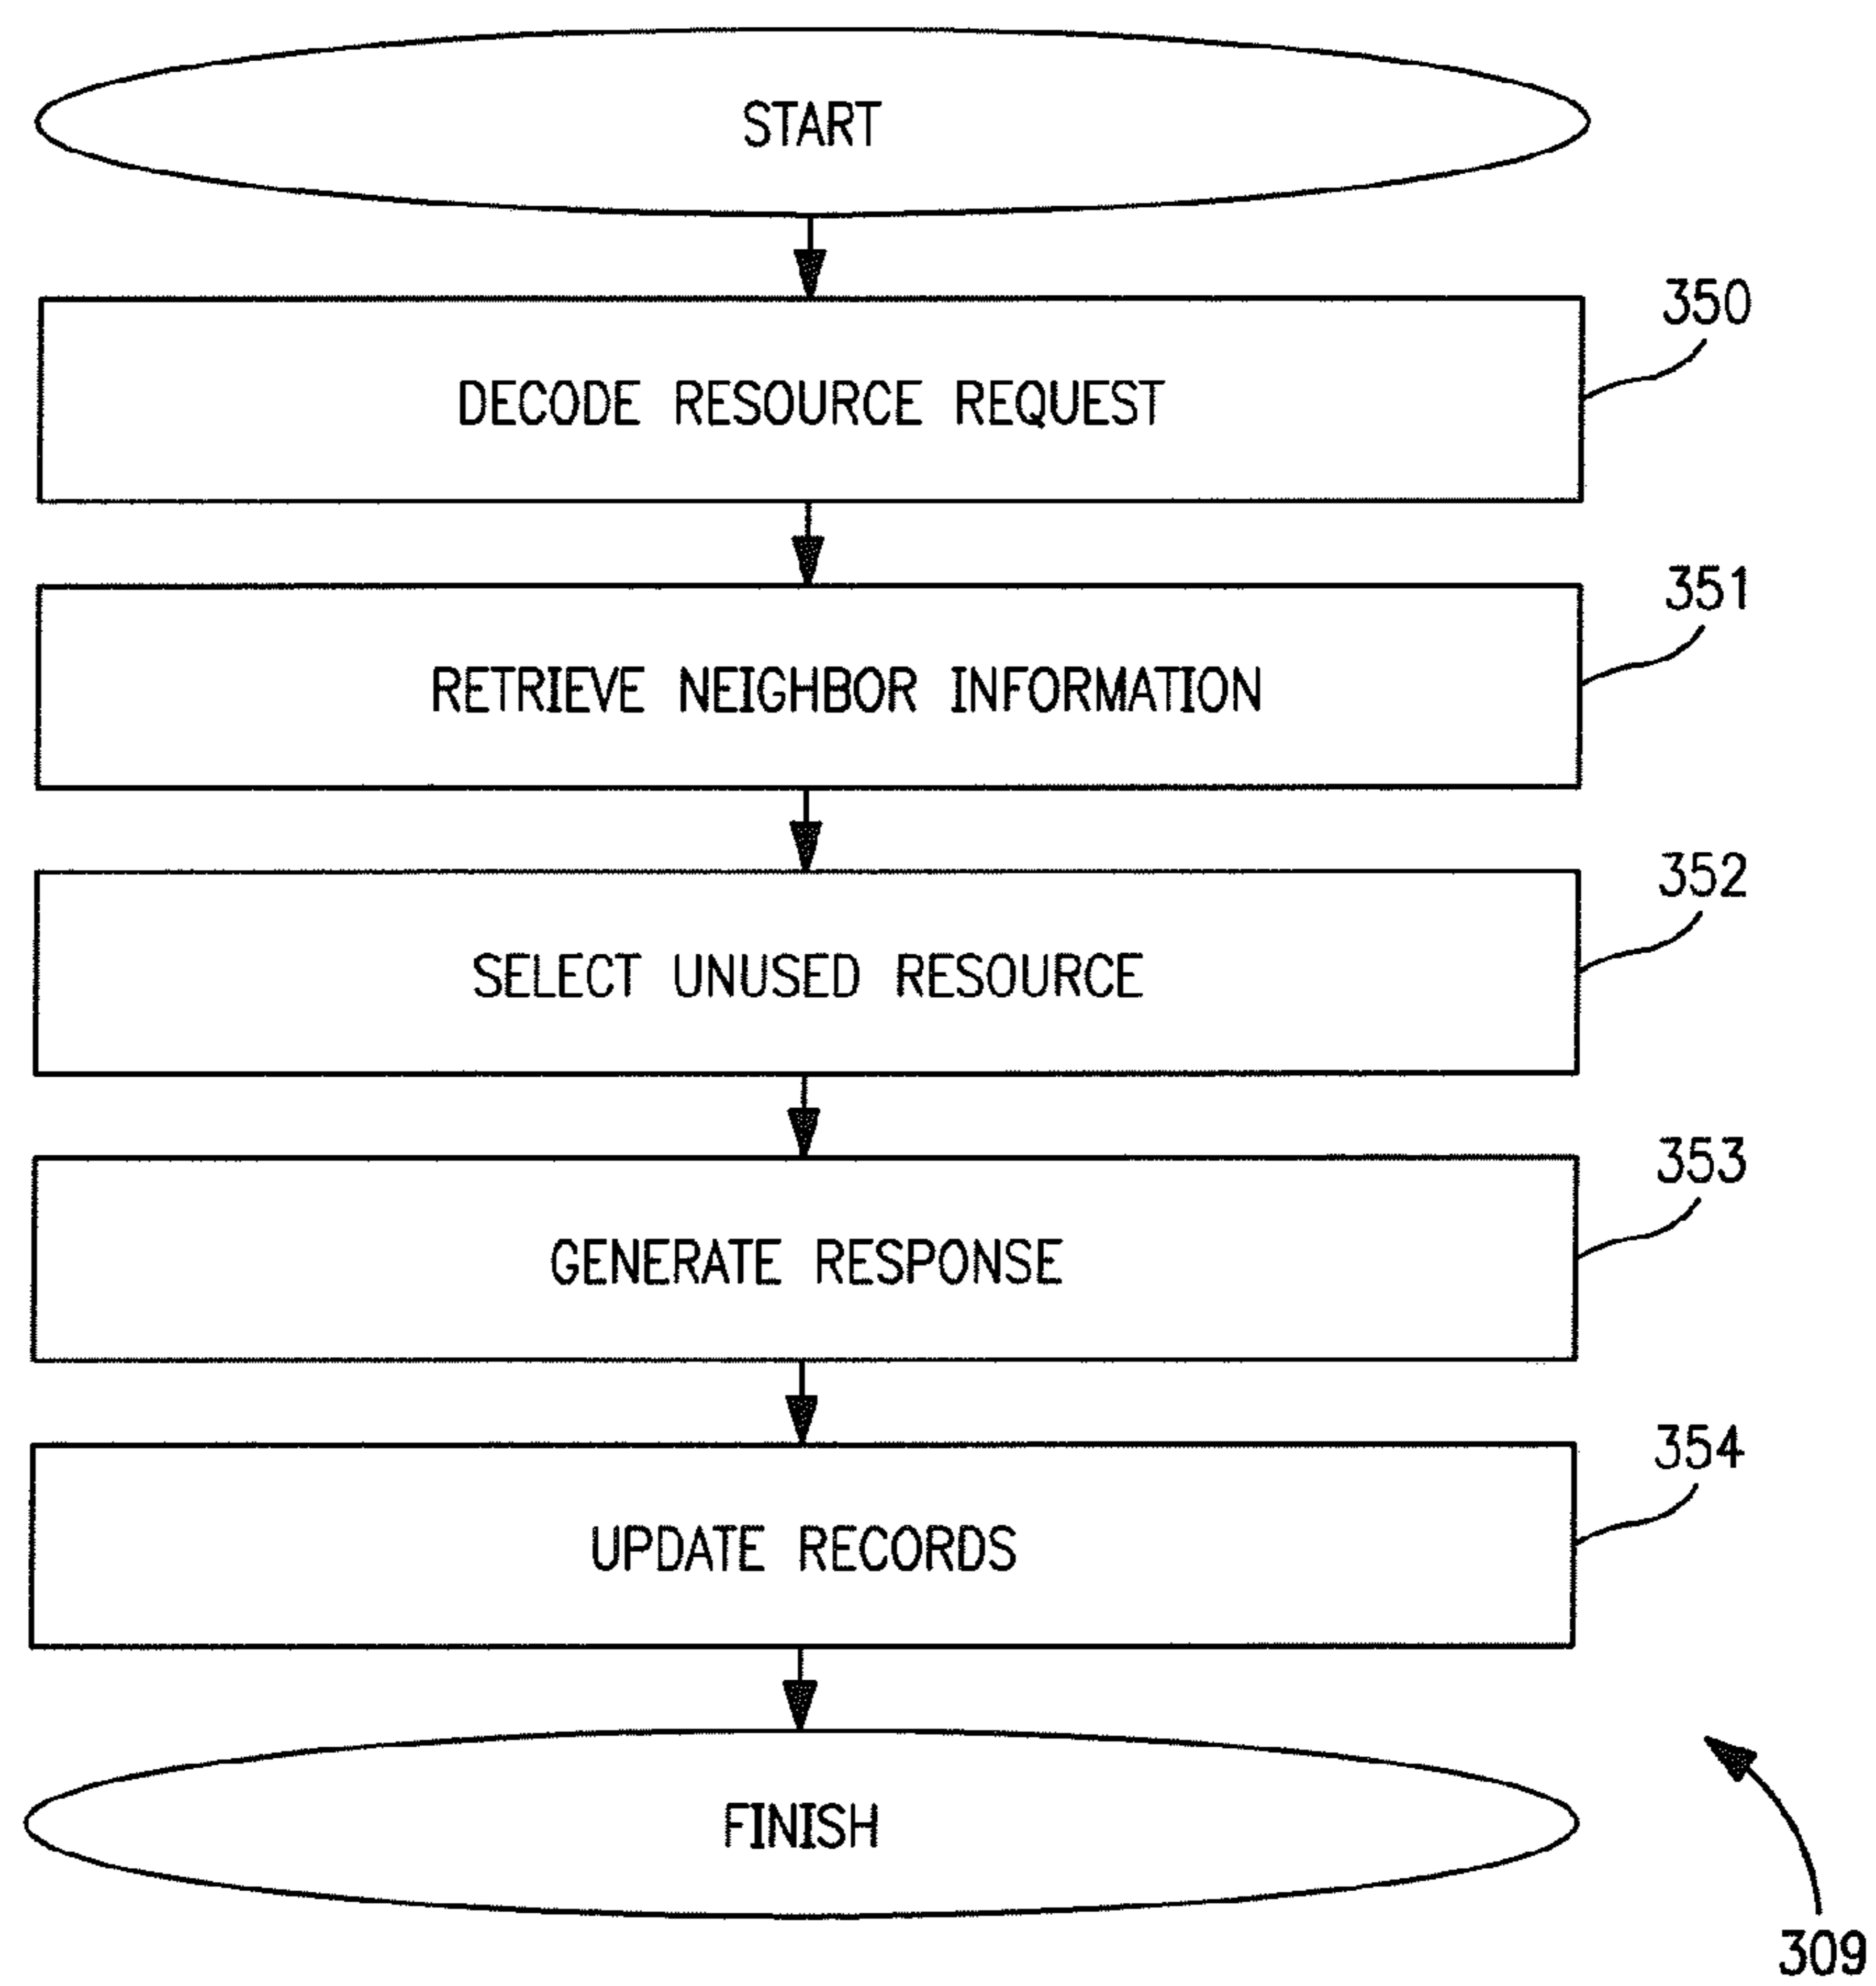 START
350
DECODE RESOURCE REQUEST
351
RETRIEVE NEIGHBOR INFORMATION
352
SELECT UNUSED RESOURCE
353
GENERATE RESPONSE
354
UPDATE RECORDS
FINISH
309